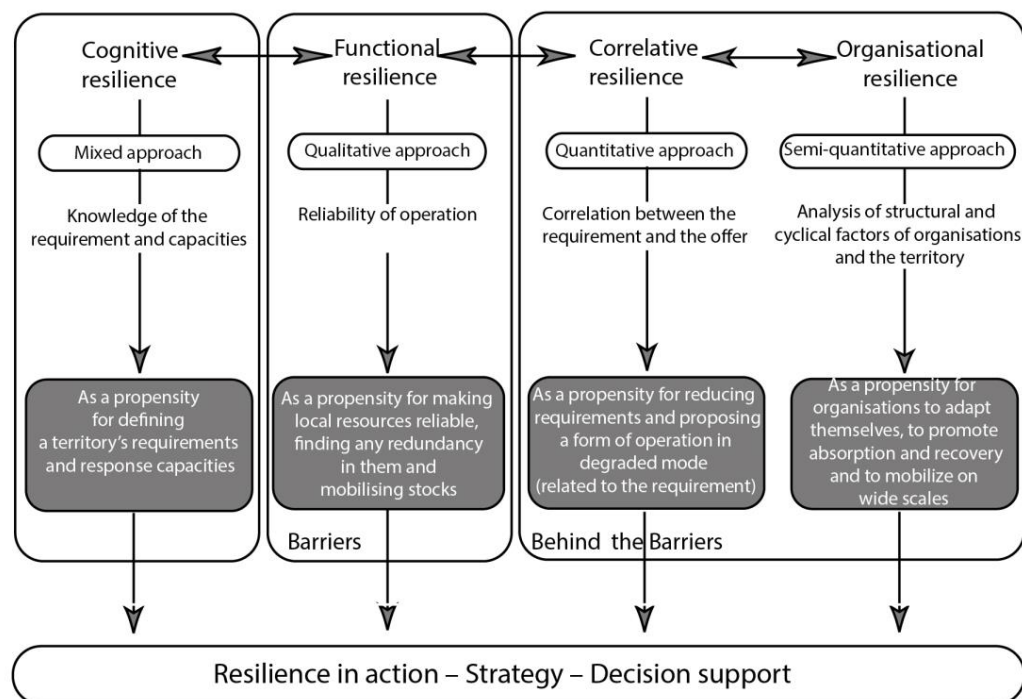 Cognitive
resilience
Mixed approach
Knowledge of the
requirement and capacities
As a propensity
for defining
a territory's requirements
and response capacities
Functional
resilience
Qualitative approach
Reliability of operation
As a propensity for making
local resources reliable,
finding any redundancy
in them and
mobilising stocks
Barriers
Correlative
resilience
Quantitative approach
Correlation between the
requirement and the offer
As a propensity for reducing
requirements and proposing
a form of operation in
degraded mode
(related to the requirement)
Organisational
resilience
Semi-quantitative approach
Analysis of structural and
cyclical factors of organisations
and the territory
As a propensity for
organisations to adapt
themselves, to promote
absorption and recovery
and to mobilize on
wide scales
Behind the Barriers
Resilience in action – Strategy – Decision support